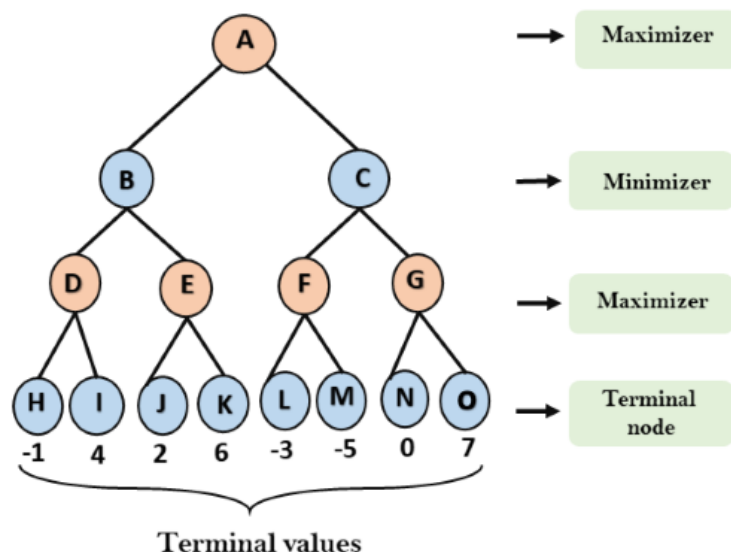 A
Maximizer
B
C
Minimizer
D
E
F
G
Maximizer
H I J K L M N O
Terminal
node
-1 4 2 6 -3 -5 0 7
Terminal values